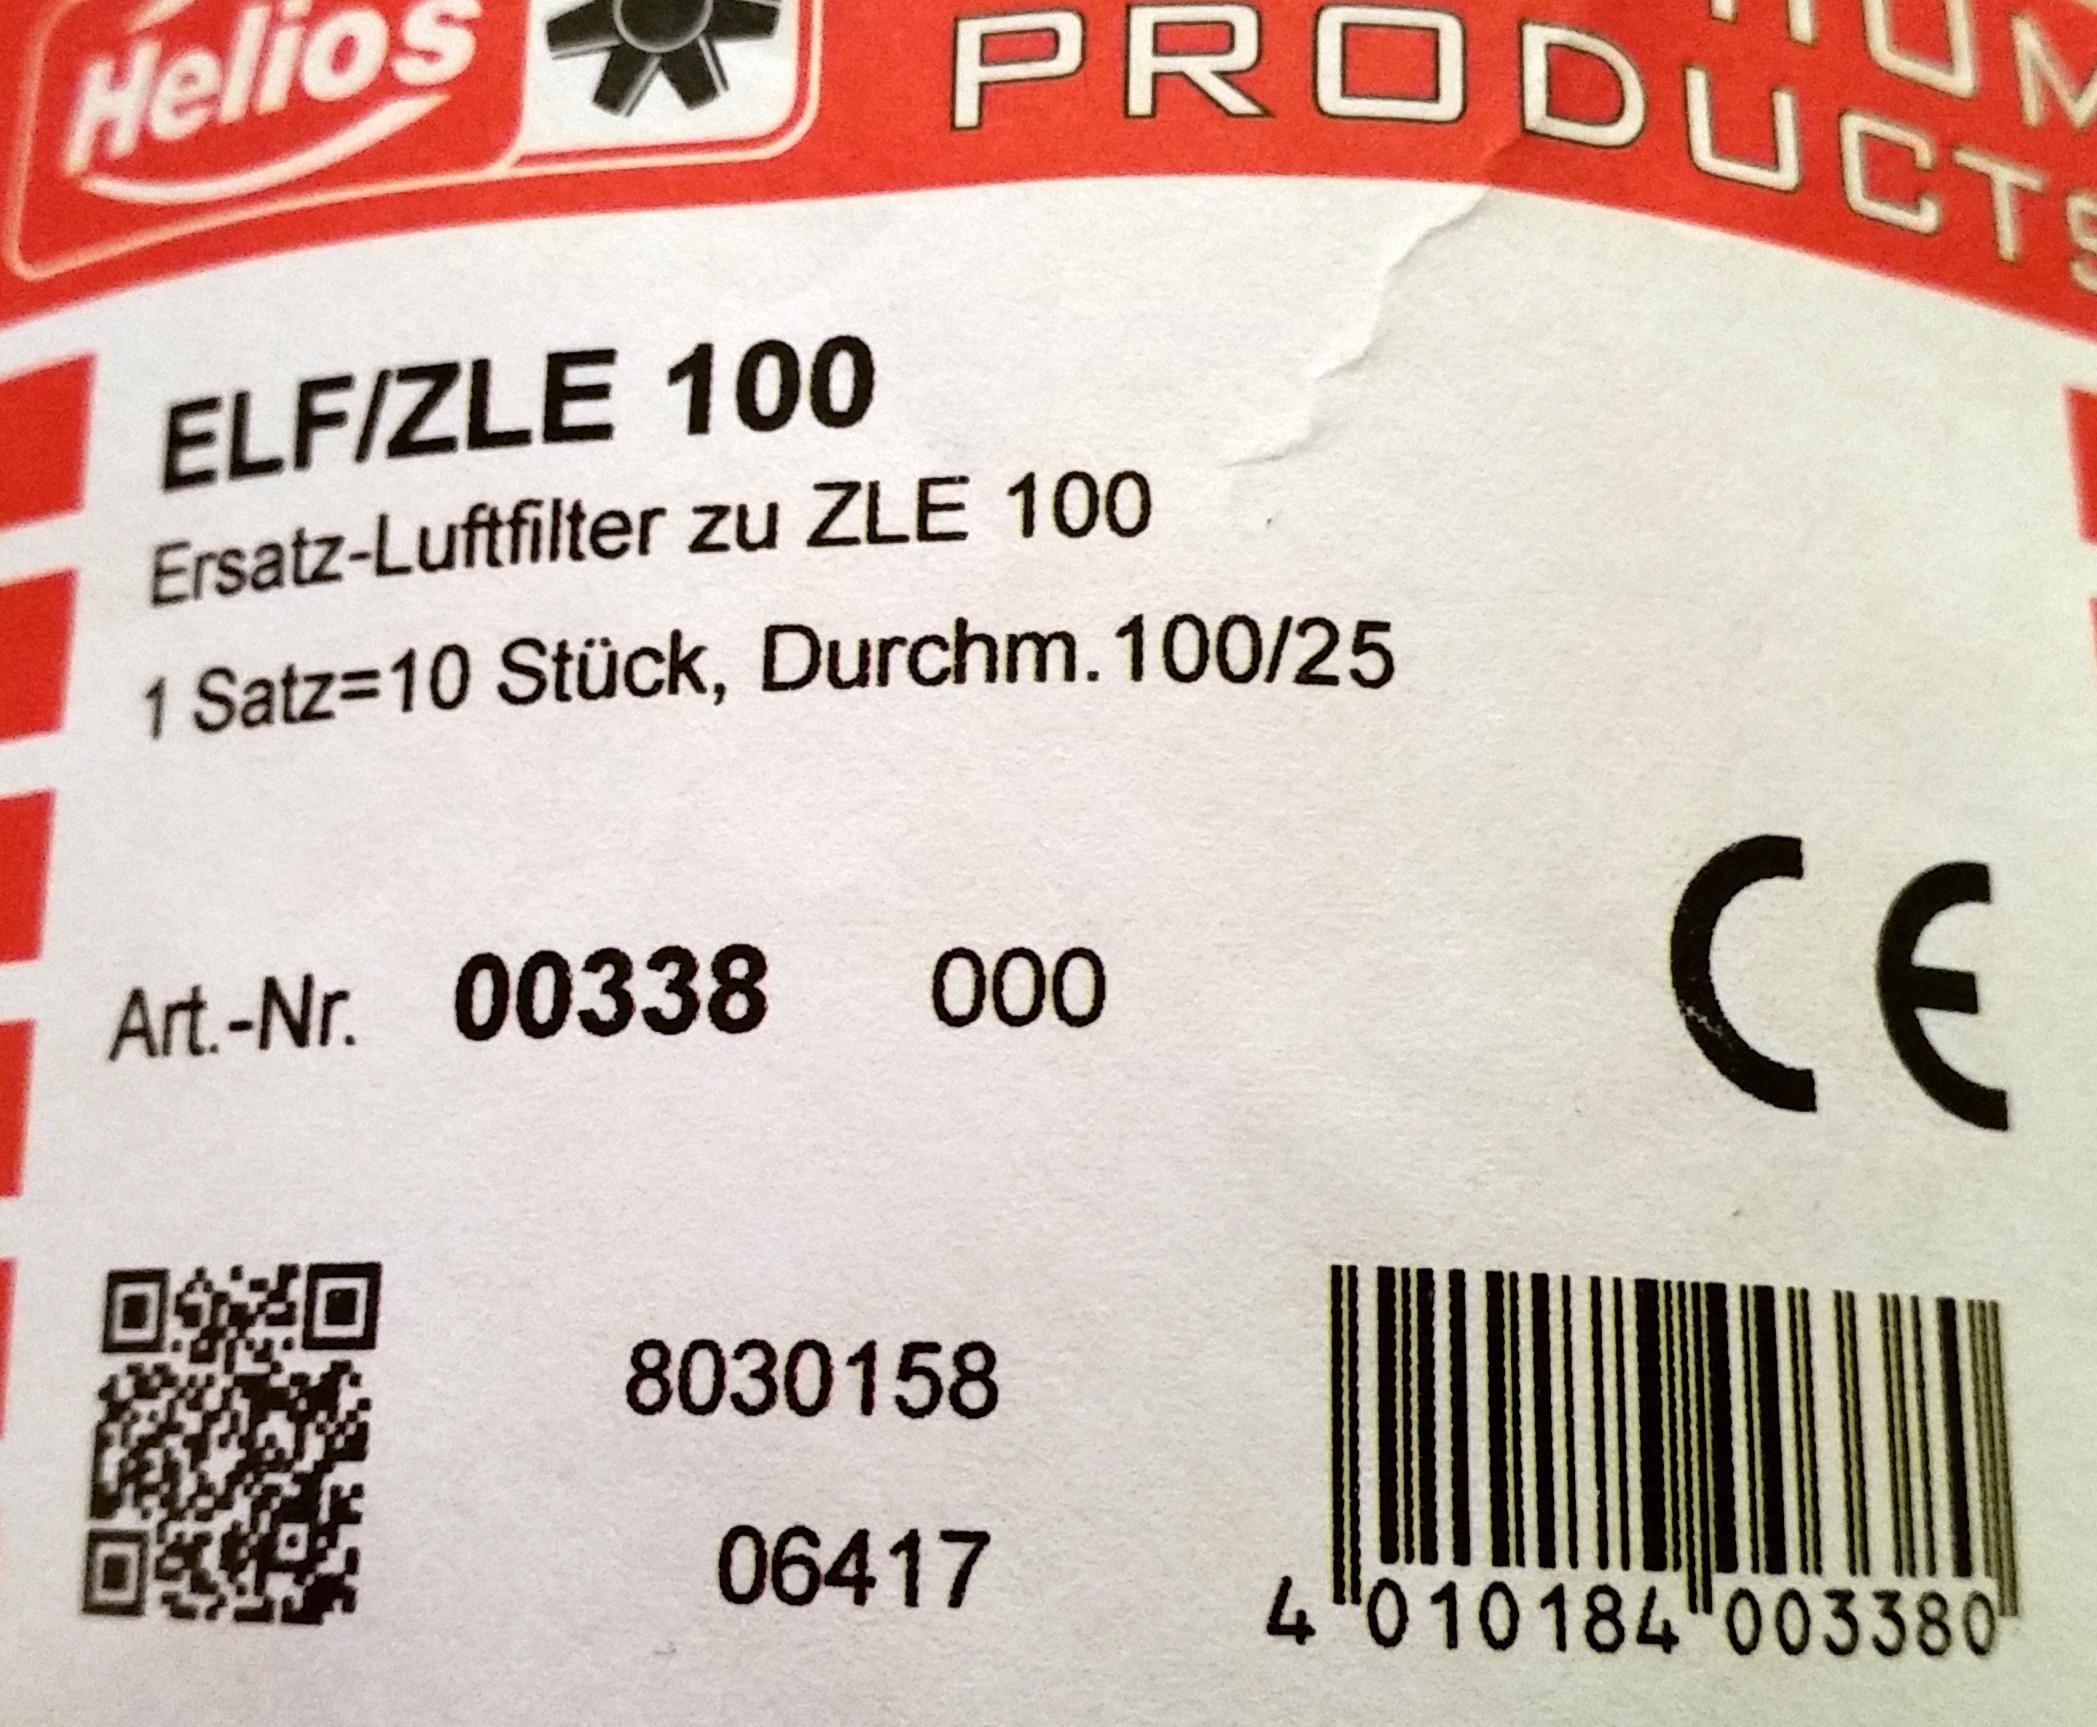 Helios
PRODUCTS
ELF/ZLE 100
Ersatz-Luftfilter zu ZLE 100
1 Satz=10 Stück, Durchm.100/25
Art.-Nr. 00338 000
CE
8030158
06417
4 010184 003380